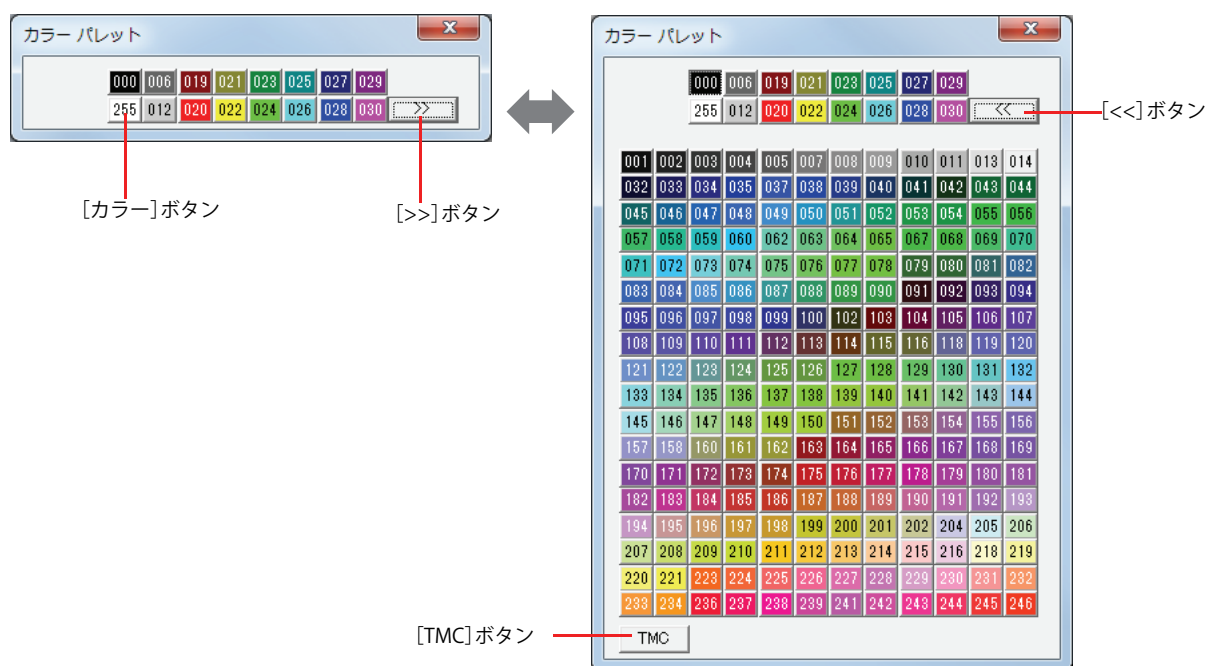 カラー パレット
000 006 019 021 023 025 027 029
255 012 020 022 024 026 028 030 >>
[カラー]ボタン
[>>]ボタン
カラー パレット
000 006 019 021 023 025 027 029
255 012 020 022 024 026 028 030 <<
[<<]ボタン
001 002 003 004 005 007 008 009 010 011 013 014
032 033 034 035 037 038 039 040 041 042 043 044
045 046 047 048 049 050 051 052 053 054 055 056
057 058 059 060 062 063 064 065 067 068 069 070
071 072 073 074 075 076 077 078 079 080 081 082
083 084 085 086 087 088 089 090 091 092 093 094
095 096 097 098 099 100 102 103 104 105 106 107
108 109 110 111 112 113 114 115 116 118 119 120
121 122 123 124 125 126 127 128 129 130 131 132
133 134 135 136 137 138 139 140 141 142 143 144
145 146 147 148 149 150 151 152 153 154 155 156
157 158 160 161 162 163 164 165 166 167 168 169
170 171 172 173 174 175 176 177 178 179 180 181
182 183 184 185 186 187 188 189 190 191 192 193
194 195 196 197 198 199 200 201 202 204 205 206
207 208 209 210 211 212 213 214 215 216 218 219
220 221 223 224 225 226 227 228 229 230 231 232
233 234 236 237 238 239 241 242 243 244 245 246
[TMC]ボタン
TMC